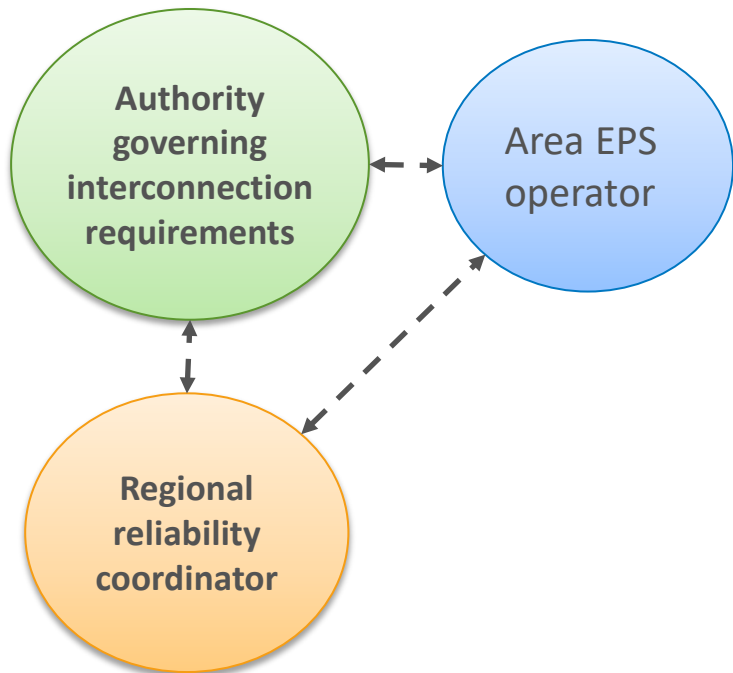 Authority
governing
interconnection
requirements
Area EPS
operator
Regional
reliability
coordinator